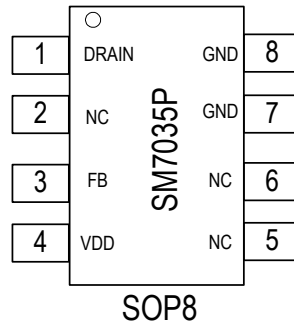 1 DRAIN GND 8
2 NC GND 7
3 FB NC 6
4 VDD NC 5
SM7035P
SOP8